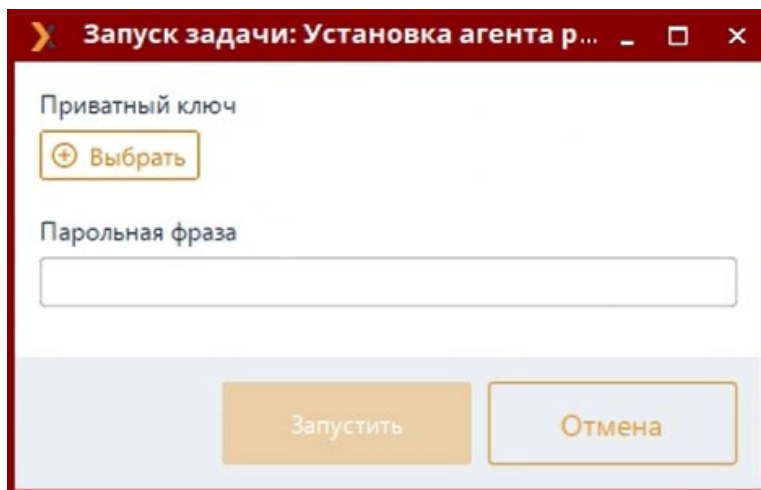 Запуск задачи: Установка агента р...
Приватный ключ
Выбрать
Парольная фраза
Запустить
Отмена